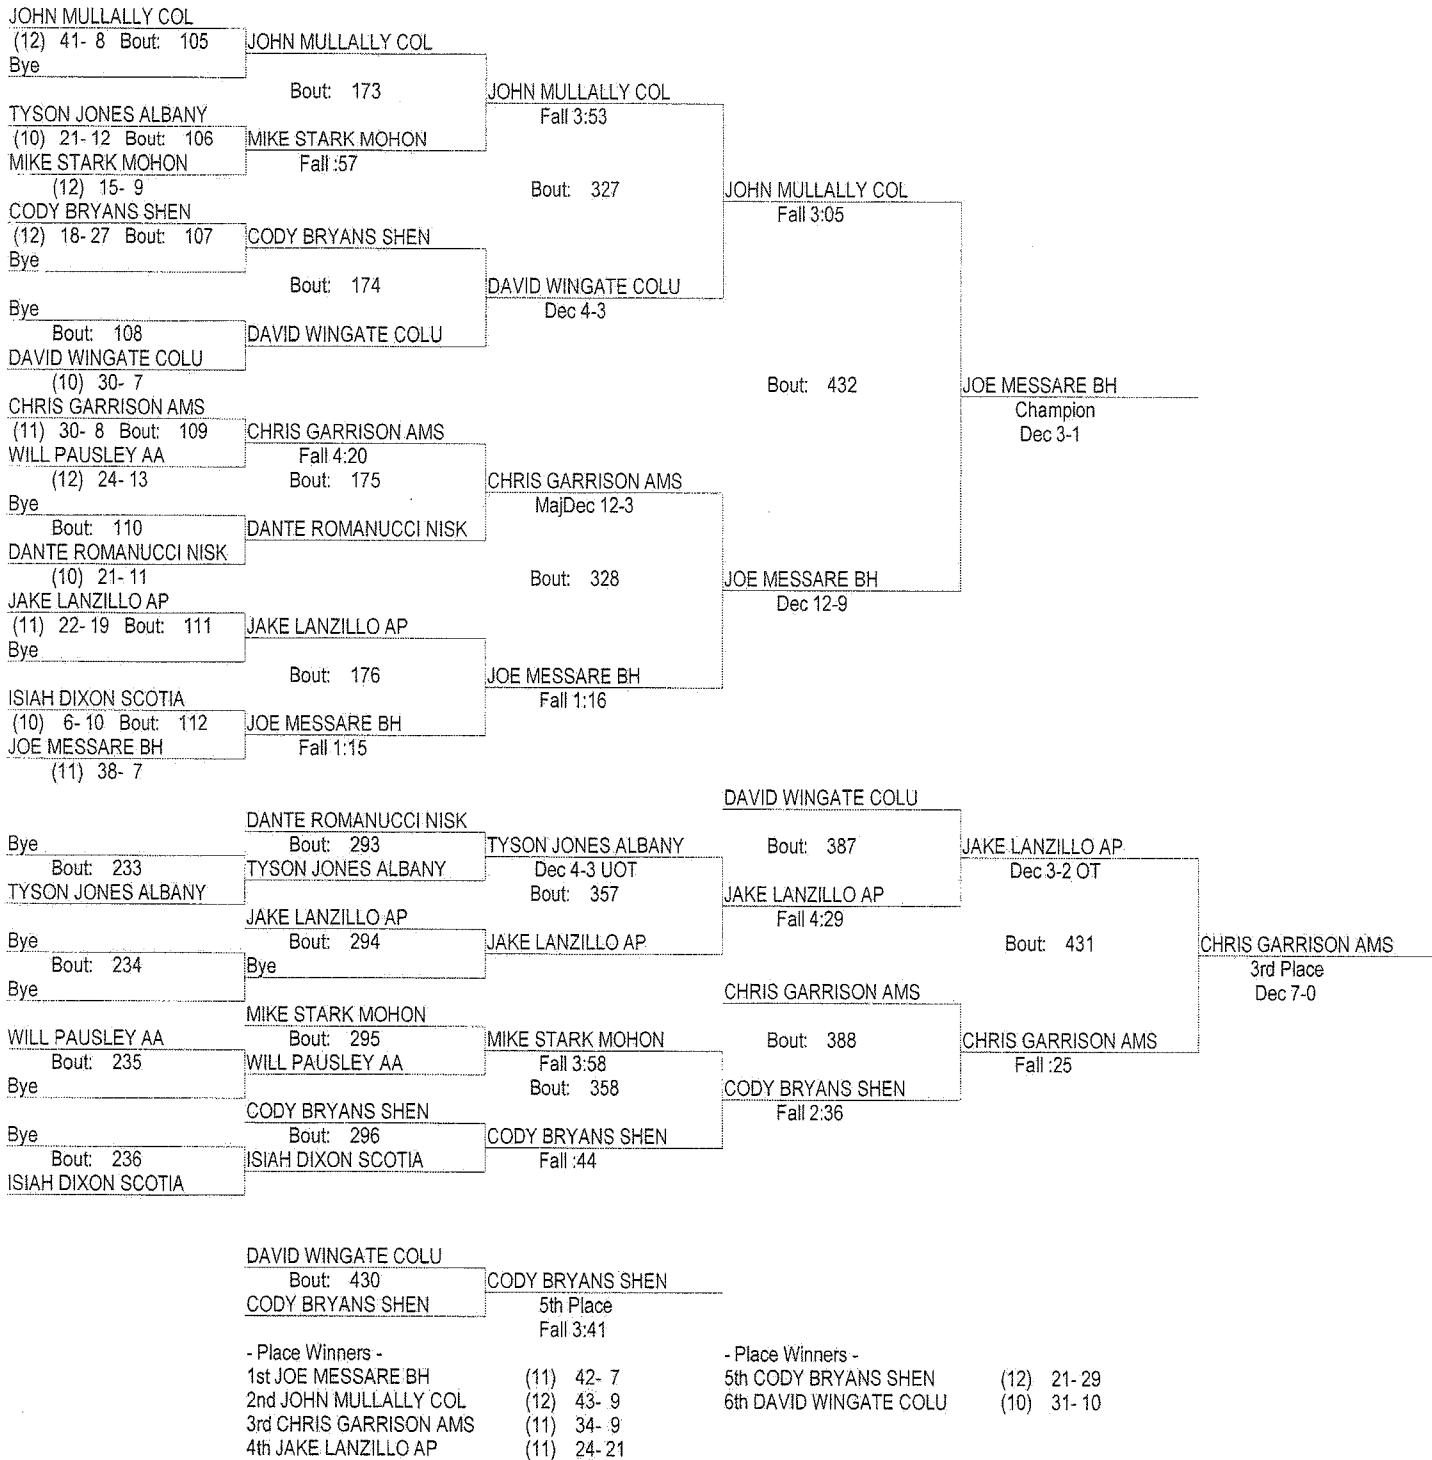 JOHN MULLALLY COL
(12) 41- 8 Bout: 105
Bye
JOHN MULLALLY COL
Bout: 173
TYSON JONES ALBANY
(10) 21- 12 Bout: 106
MIKE STARK MOHON
(12) 15- 9
MIKE STARK MOHON
Fall :57
JOHN MULLALLY COL
Fall 3:53
Bout: 327
CODY BRYANS SHEN
(12) 18- 27 Bout: 107
Bye
CODY BRYANS SHEN
Bout: 174
Bye
Bout: 108
DAVID WINGATE COLU
(10) 30- 7
DAVID WINGATE COLU
DAVID WINGATE COLU
Dec 4-3
JOHN MULLALLY COL
Fall 3:05
Bout: 432
JOE MESSARE BH
Champion
Dec 3-1
CHRIS GARRISON AMS
(11) 30- 8 Bout: 109
WILL PAUSLEY AA
(12) 24- 13
CHRIS GARRISON AMS
Fall 4:20
Bout: 175
Bye
Bout: 110
DANTE ROMANUCCI NISK
(10) 21- 11
DANTE ROMANUCCI NISK
CHRIS GARRISON AMS
MajDec 12-3
Bout: 328
JAKE LANZILLO AP
(11) 22- 19 Bout: 111
Bye
JAKE LANZILLO AP
Bout: 176
ISIAH DIXON SCOTIA
(10) 6- 10 Bout: 112
JOE MESSARE BH
(11) 38- 7
JOE MESSARE BH
Fall 1:15
JOE MESSARE BH
Fall 1:16
JOE MESSARE BH
Dec 12-9
Bye
Bout: 233
TYSON JONES ALBANY
DANTE ROMANUCCI NISK
Bout: 293
TYSON JONES ALBANY
TYSON JONES ALBANY
Dec 4-3 UOT
Bout: 357
Bye
Bout: 234
Bye
JAKE LANZILLO AP
Bout: 294
Bye
JAKE LANZILLO AP
DAVID WINGATE COLU
Bout: 387
JAKE LANZILLO AP
Fall 4:29
JAKE LANZILLO AP
Dec 3-2 OT
Bout: 431
CHRIS GARRISON AMS
3rd Place
Dec 7-0
WILL PAUSLEY AA
Bout: 235
Bye
MIKE STARK MOHON
Bout: 295
WILL PAUSLEY AA
MIKE STARK MOHON
Fall 3:58
Bout: 358
Bye
Bout: 236
ISIAH DIXON SCOTIA
CODY BRYANS SHEN
Bout: 296
ISIAH DIXON SCOTIA
CODY BRYANS SHEN
Fall :44
CHRIS GARRISON AMS
Bout: 388
CODY BRYANS SHEN
Fall 2:36
CHRIS GARRISON AMS
Fall :25
DAVID WINGATE COLU
Bout: 430
CODY BRYANS SHEN
CODY BRYANS SHEN
5th Place
Fall 3:41
- Place Winners -
1st JOE MESSARE BH (11) 42- 7
2nd JOHN MULLALLY COL (12) 43- 9
3rd CHRIS GARRISON AMS (11) 34- 9
4th JAKE LANZILLO AP (11) 24- 21
- Place Winners -
5th CODY BRYANS SHEN (12) 21- 29
6th DAVID WINGATE COLU (10) 31- 10